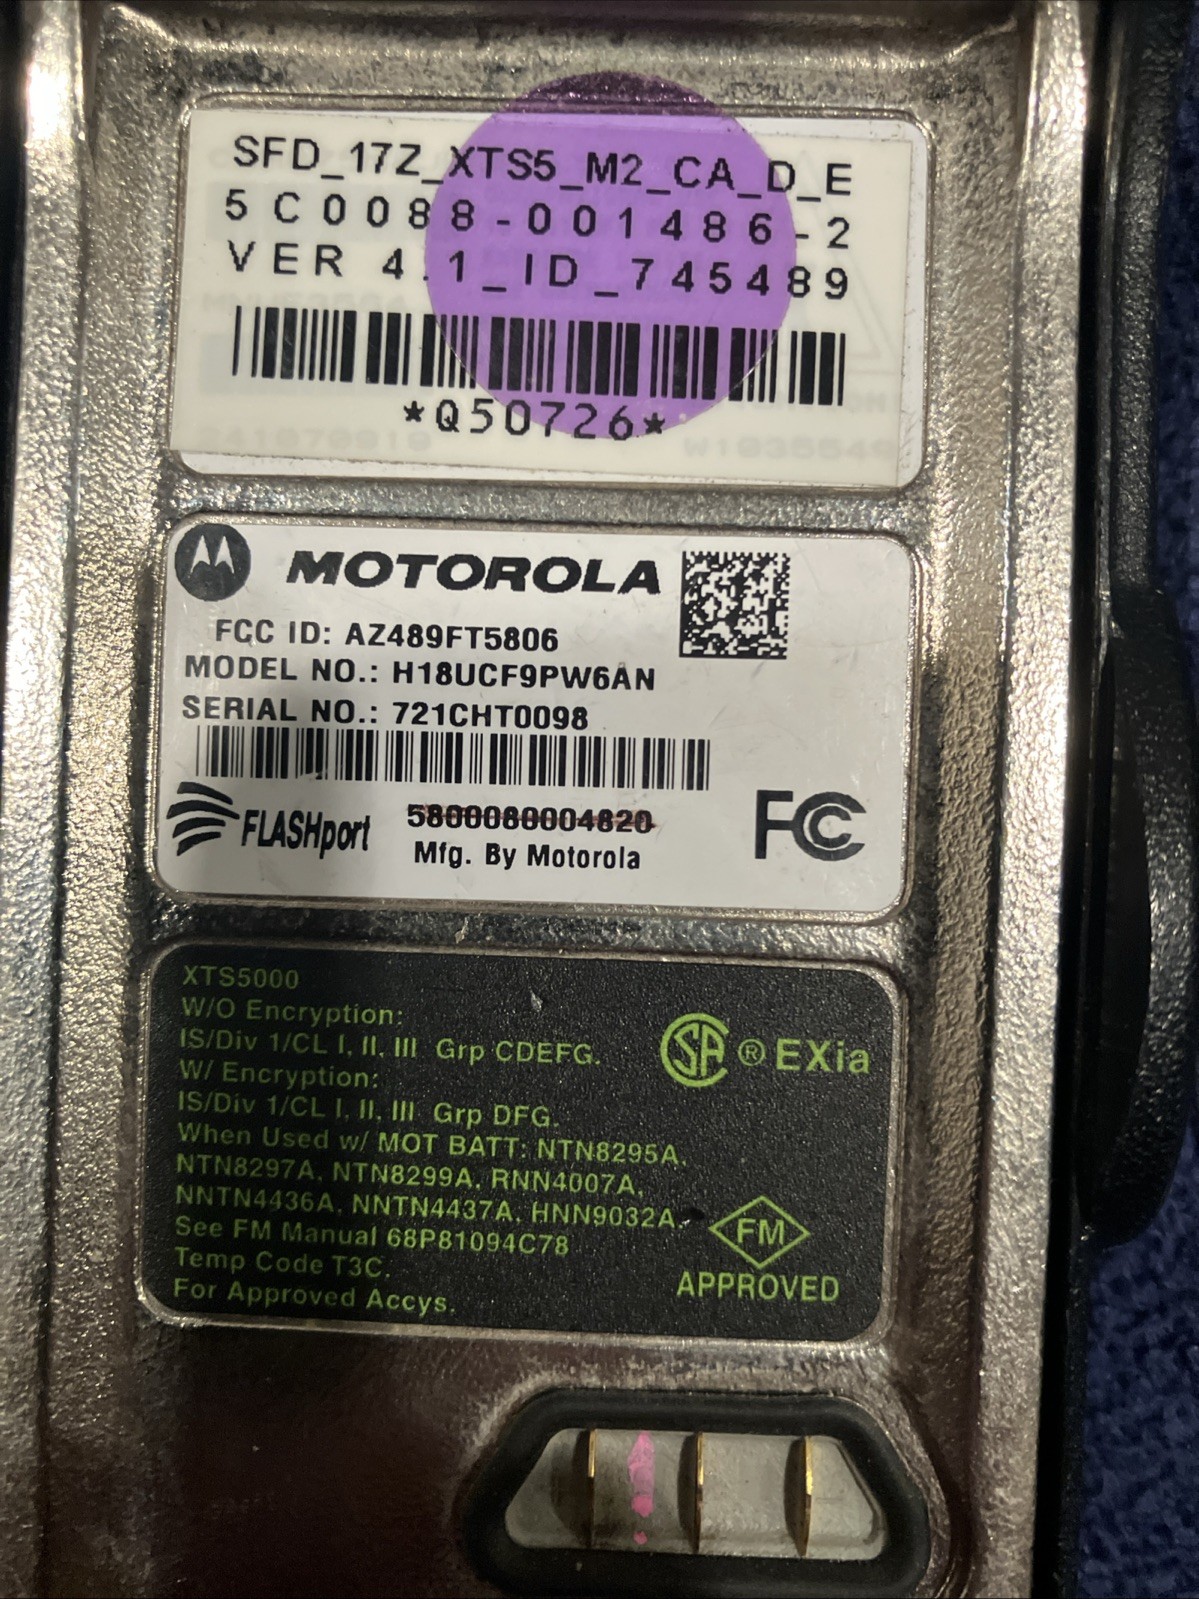 SFD_17Z_XTS5_M2_CA_D_E
5C0088-001486-2
VER 4.1_ID_745489
*Q50726*
241870919 W1035549
MOTOROLA
FCC ID: AZ489FT5806
MODEL NO.: H18UCF9PW6AN
SERIAL NO.: 721CHT0098
FLASHport
5800080004820
Mfg. By Motorola
FC
XTS5000
W/O Encryption:
IS/Div 1/CL I, II, III Grp CDEFG.
W/ Encryption:
IS/Div 1/CL I, II, III Grp DFG.
When Used w/ MOT BATT: NTN8295A,
NTN8297A, NTN8299A, RNN4007A,
NNTN4436A, NNTN4437A, HNN9032A.
See FM Manual 68P81094C78
Temp Code T3C.
For Approved Accys.
SA ® EXia
FM
APPROVED